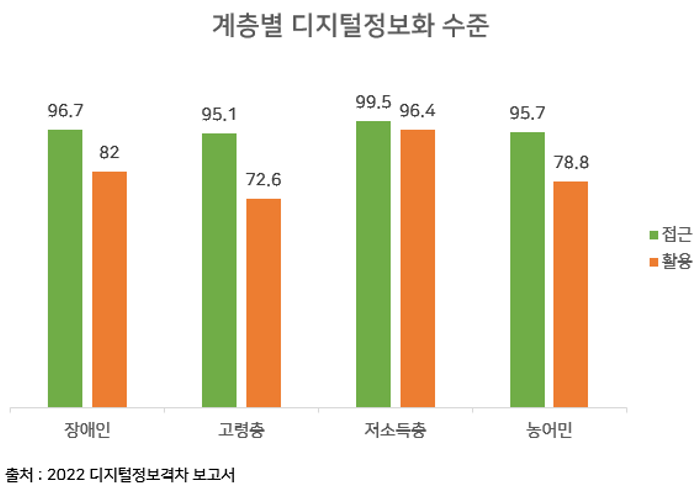 계층별 디지털정보화 수준
96.7
82
95.1
72.6
99.5
96.4
95.7
78.8
접근
활용
장애인
고령층
저소득층
농어민
출처 : 2022 디지털정보격차 보고서